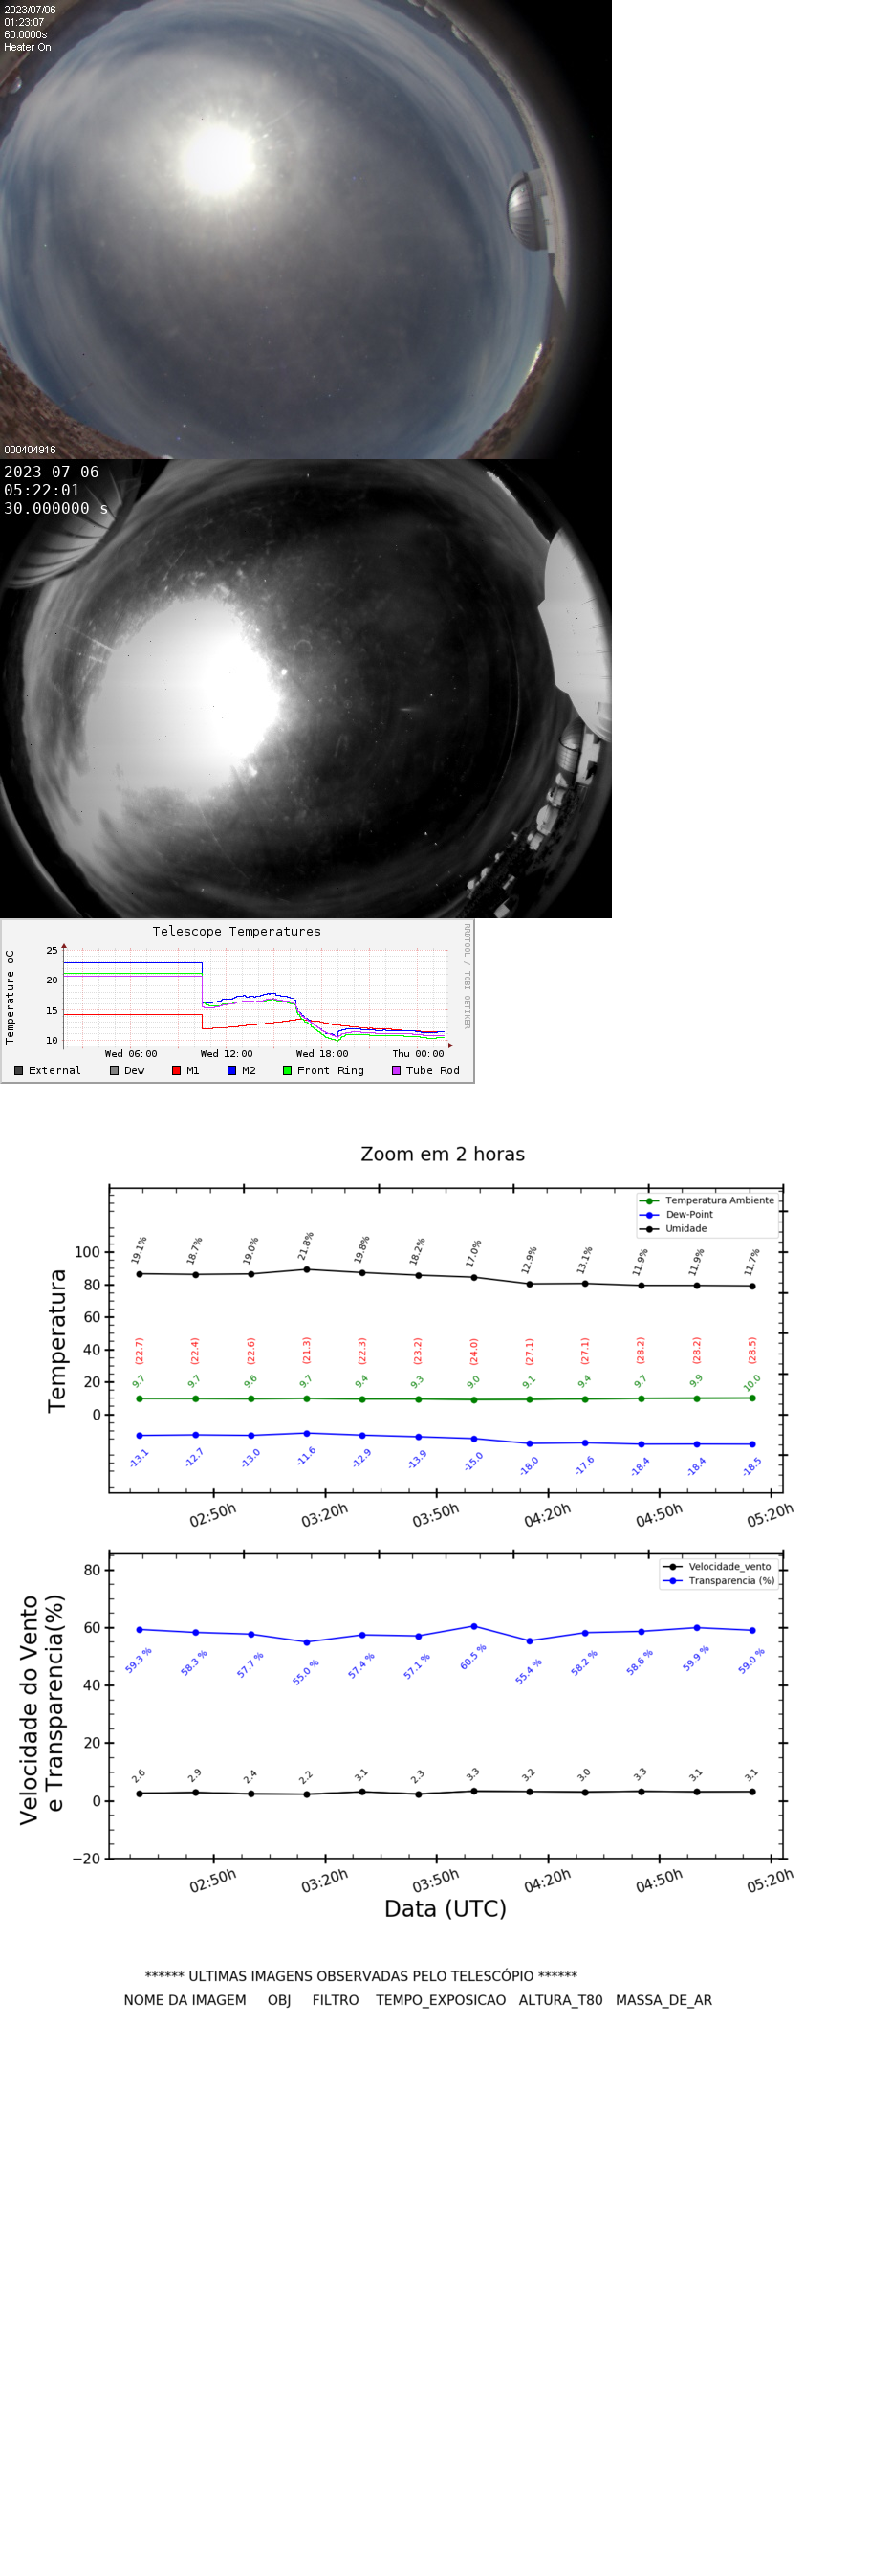 2023/07/06
01:23:07
60.0000s
Heater On
000404916
2023-07-06
05:22:01
30.000000 s
Telescope Temperatures
RRDTOOL / TOBI OETIKER
Temperature oC
25
20
15
10
Wed 06:00 Wed 12:00 Wed 18:00 Thu 00:00
External Dew M1 M2 Front Ring Tube Rod
Zoom em 2 horas
Temperatura Ambiente
Dew-Point
Umidade
Temperatura
100
80
60
40
20
0
19.1% 18.7% 19.0% 21.8% 19.8% 18.2% 17.0% 12.9% 13.1% 11.9% 11.9% 11.7%
(22.7) (22.4) (22.6) (21.3) (22.3) (23.2) (24.0) (27.1) (27.1) (28.2) (28.2) (28.5)
9.7 9.7 9.6 9.7 9.4 9.3 9.0 9.1 9.4 9.7 9.9 10.0
-13.1 -12.7 -13.0 -11.6 -12.9 -13.9 -15.0 -18.0 -17.6 -18.4 -18.4 -18.5
02:50h 03:20h 03:50h 04:20h 04:50h 05:20h
Velocidade_vento
Transparencia (%)
Velocidade do Vento
e Transparencia(%)
80
60
40
20
0
−20
59.3 % 58.3 % 57.7 % 55.0 % 57.4 % 57.1 % 60.5 % 55.4 % 58.2 % 58.6 % 59.9 % 59.0 %
2.6 2.9 2.4 2.2 3.1 2.3 3.3 3.2 3.0 3.3 3.1 3.1
02:50h 03:20h 03:50h 04:20h 04:50h 05:20h
Data (UTC)
****** ULTIMAS IMAGENS OBSERVADAS PELO TELESCÓPIO ******
NOME DA IMAGEM OBJ FILTRO TEMPO_EXPOSICAO ALTURA_T80 MASSA_DE_AR